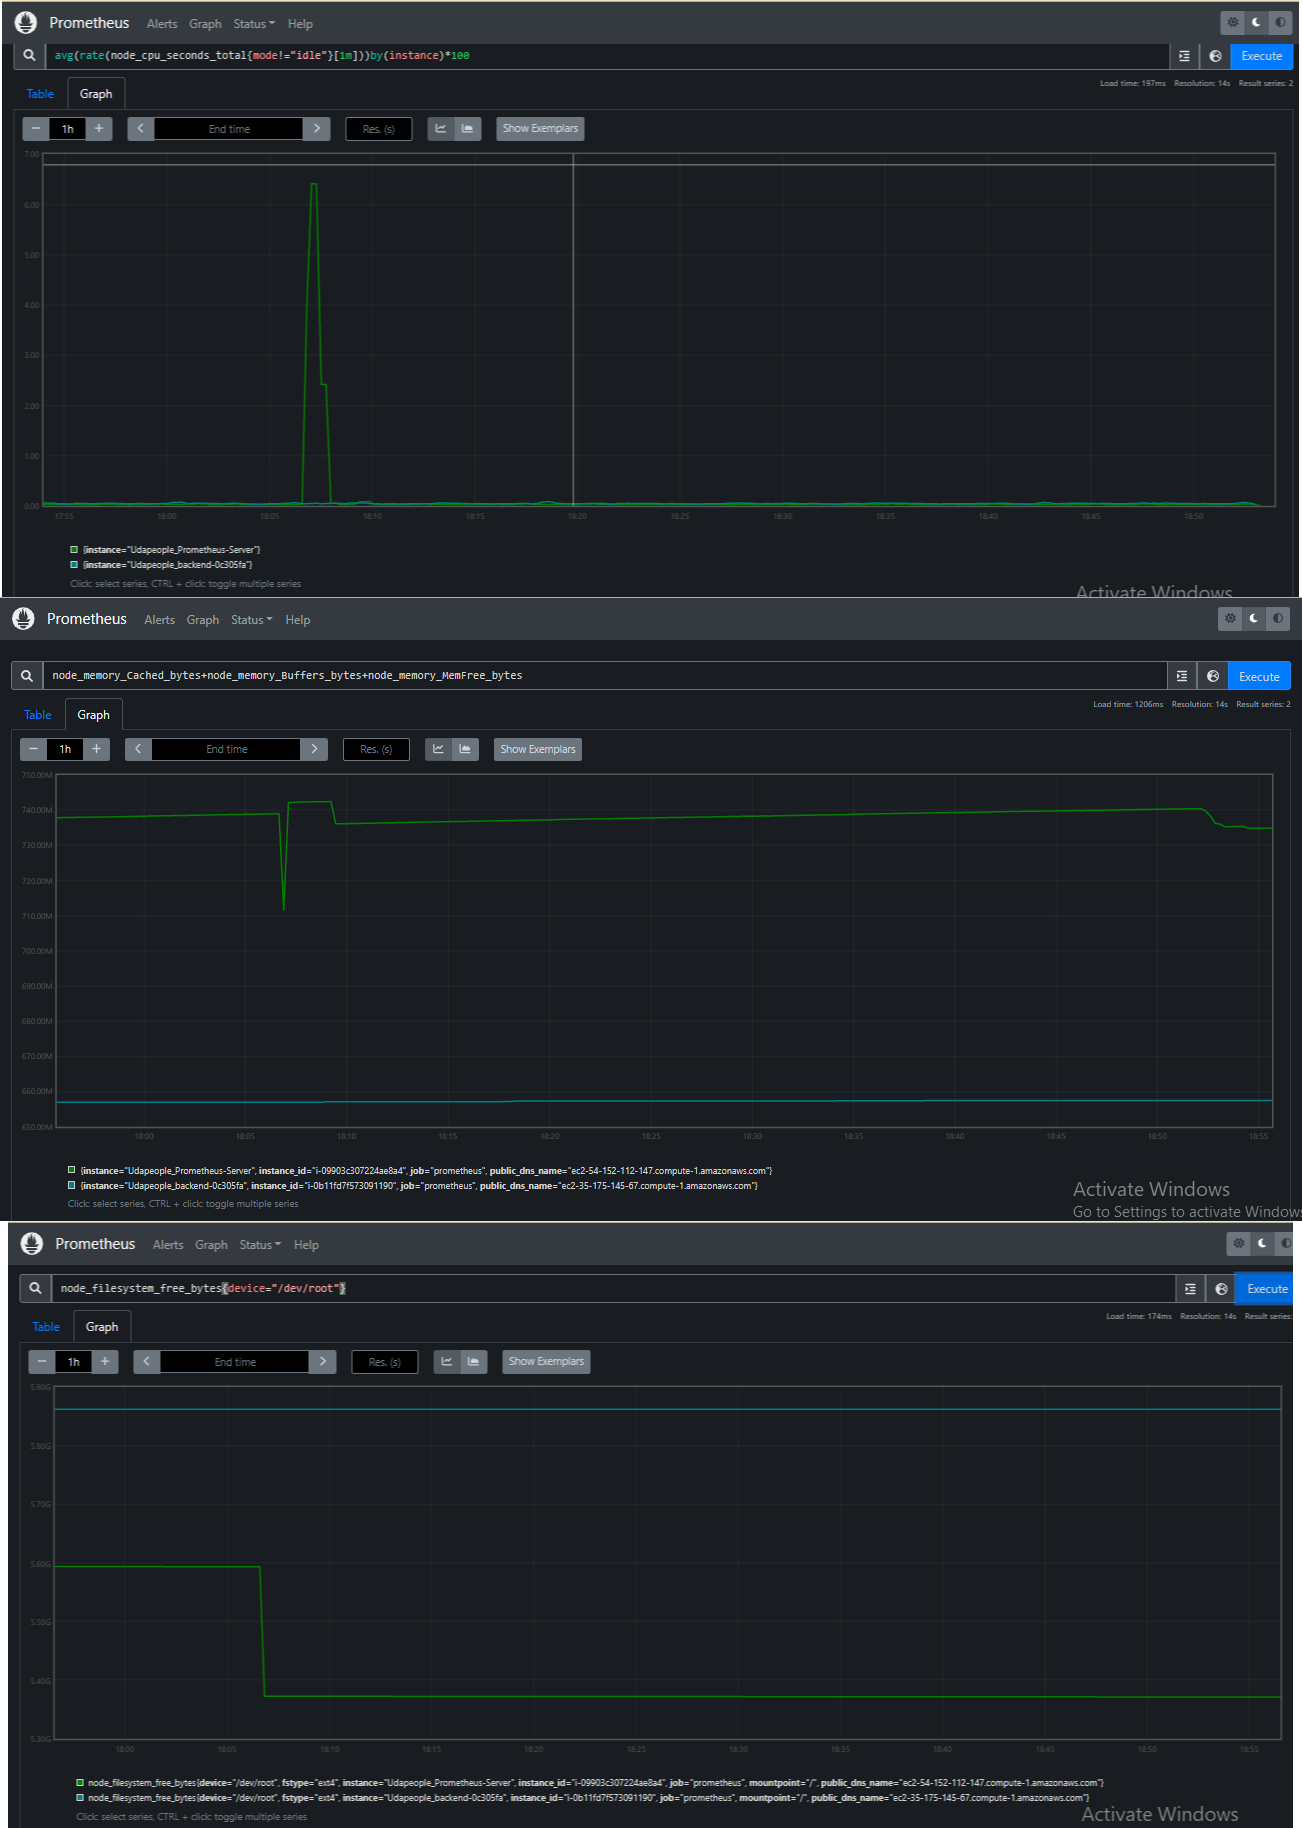 Prometheus Alerts Graph Status Help
avg(rate(node_cpu_seconds_total{mode!="idle"}[1m]))by(instance)*100 Execute
Load time: 197ms Resolution: 14s Result series: 2
Table Graph
− 1h + < End time > Res. (s) Show Exemplars
7.00
6.00
5.00
4.00
3.00
2.00
1.00
0.00
17:55 18:00 18:05 18:10 18:15 18:20 18:25 18:30 18:35 18:40 18:45 18:50
{instance="Udapeople_Prometheus-Server"}
{instance="Udapeople_backend-0c305fa"}
Click: select series, CTRL + click: toggle multiple series
Activate Windows
Prometheus Alerts Graph Status Help
node_memory_Cached_bytes+node_memory_Buffers_bytes+node_memory_MemFree_bytes Execute
Load time: 1206ms Resolution: 14s Result series: 2
Table Graph
− 1h + < End time > Res. (s) Show Exemplars
750.00M
740.00M
730.00M
720.00M
710.00M
700.00M
690.00M
680.00M
670.00M
660.00M
650.00M
18:00 18:05 18:10 18:15 18:20 18:25 18:30 18:35 18:40 18:45 18:50 18:55
{instance="Udapeople_Prometheus-Server", instance_id="i-09903c307224ae8a4", job="prometheus", public_dns_name="ec2-54-152-112-147.compute-1.amazonaws.com"}
{instance="Udapeople_backend-0c305fa", instance_id="i-0b11fd7f573091190", job="prometheus", public_dns_name="ec2-35-175-145-67.compute-1.amazonaws.com"}
Click: select series, CTRL + click: toggle multiple series
Activate Windows
Go to Settings to activate Windows
Prometheus Alerts Graph Status Help
node_filesystem_free_bytes{device="/dev/root"} Execute
Load time: 174ms Resolution: 14s Result series:
Table Graph
− 1h + < End time > Res. (s) Show Exemplars
5.90G
5.80G
5.70G
5.60G
5.50G
5.40G
5.30G
18:00 18:05 18:10 18:15 18:20 18:25 18:30 18:35 18:40 18:45 18:50 18:55
node_filesystem_free_bytes{device="/dev/root", fstype="ext4", instance="Udapeople_Prometheus-Server", instance_id="i-09903c307224ae8a4", job="prometheus", mountpoint="/", public_dns_name="ec2-54-152-112-147.compute-1.amazonaws.com"}
node_filesystem_free_bytes{device="/dev/root", fstype="ext4", instance="Udapeople_backend-0c305fa", instance_id="i-0b11fd7f573091190", job="prometheus", mountpoint="/", public_dns_name="ec2-35-175-145-67.compute-1.amazonaws.com"}
Click: select series, CTRL + click: toggle multiple series
Activate Windows